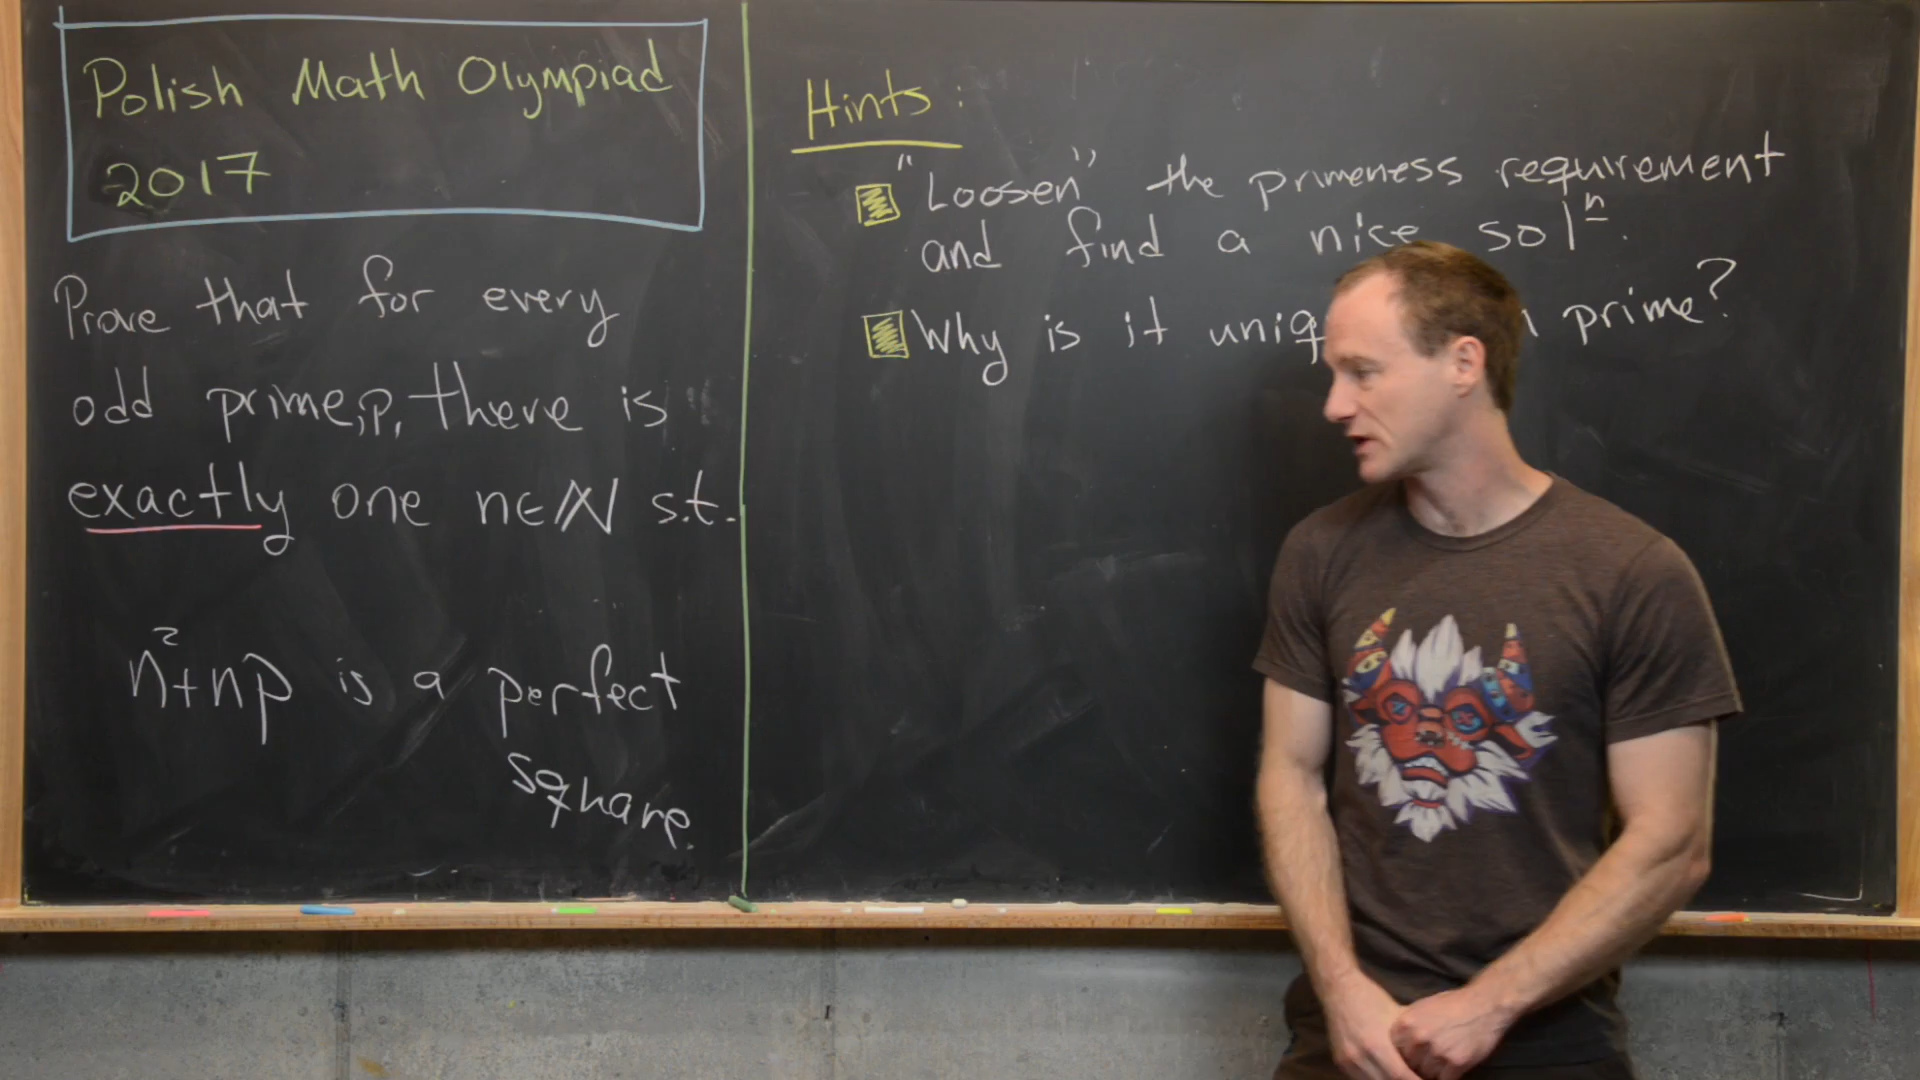 Polish Math Olympiad
2017
Prove that for every
odd prime, p, there is
exactly one n∈ℕ s.t.
n²+np is a perfect
square.
Hints:
"Loosen" the primeness requirement
and find a nice solⁿ.
Why is it prime?